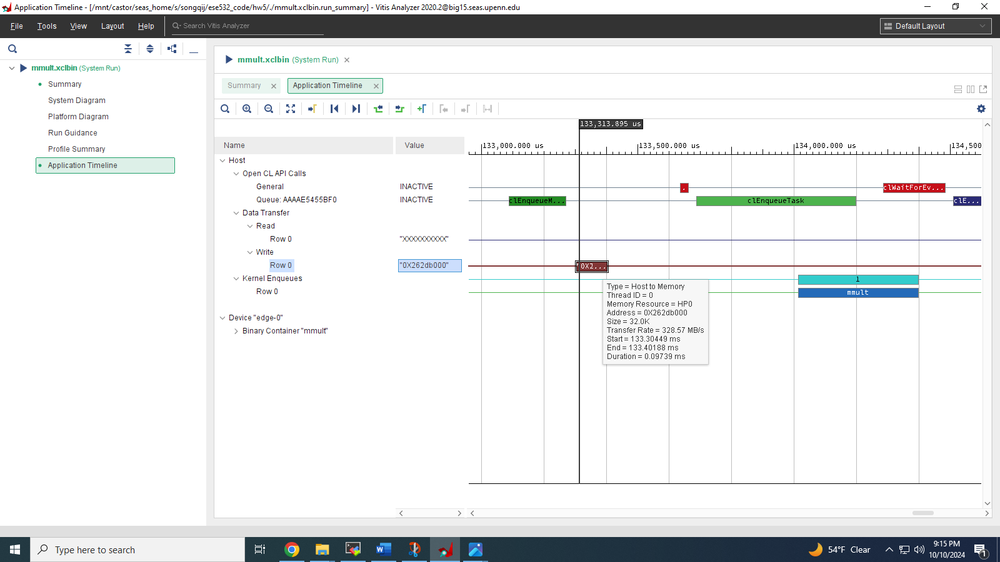 Application Timeline - [/mnt/castor/seas_home/s/songqij/ese532_code/hw5/./mmult.xclbin.run_summary] - Vitis Analyzer 2020.2@big15.seas.upenn.edu
File Tools View Layout Help Search Vitis Analyzer Default Layout
mmult.xclbin (System Run)
Summary
System Diagram
Platform Diagram
Run Guidance
Profile Summary
Application Timeline
mmult.xclbin (System Run)
Summary Application Timeline
133,313.895 us
Name Value
133,000.000 us 133,500.000 us 134,000.000 us 134,500
Host
Open CL API Calls
General INACTIVE . clWaitForEv...
Queue: AAAAE5455BF0 INACTIVE clEnqueueM... clEnqueueTask clE...
Data Transfer
Read
Row 0 "XXXXXXXXXX"
Write
Row 0 "0X262db000" "0X2...
Kernel Enqueues 1
Row 0 mmult
Type = Host to Memory
Thread ID = 0
Memory Resource = HP0
Address = 0X262db000
Size = 32.0K
Transfer Rate = 328.57 MB/s
Start = 133.30449 ms
End = 133.40188 ms
Duration = 0.09739 ms
Device "edge-0"
Binary Container "mmult"
Type here to search
54°F Clear
9:15 PM
10/10/2024
1